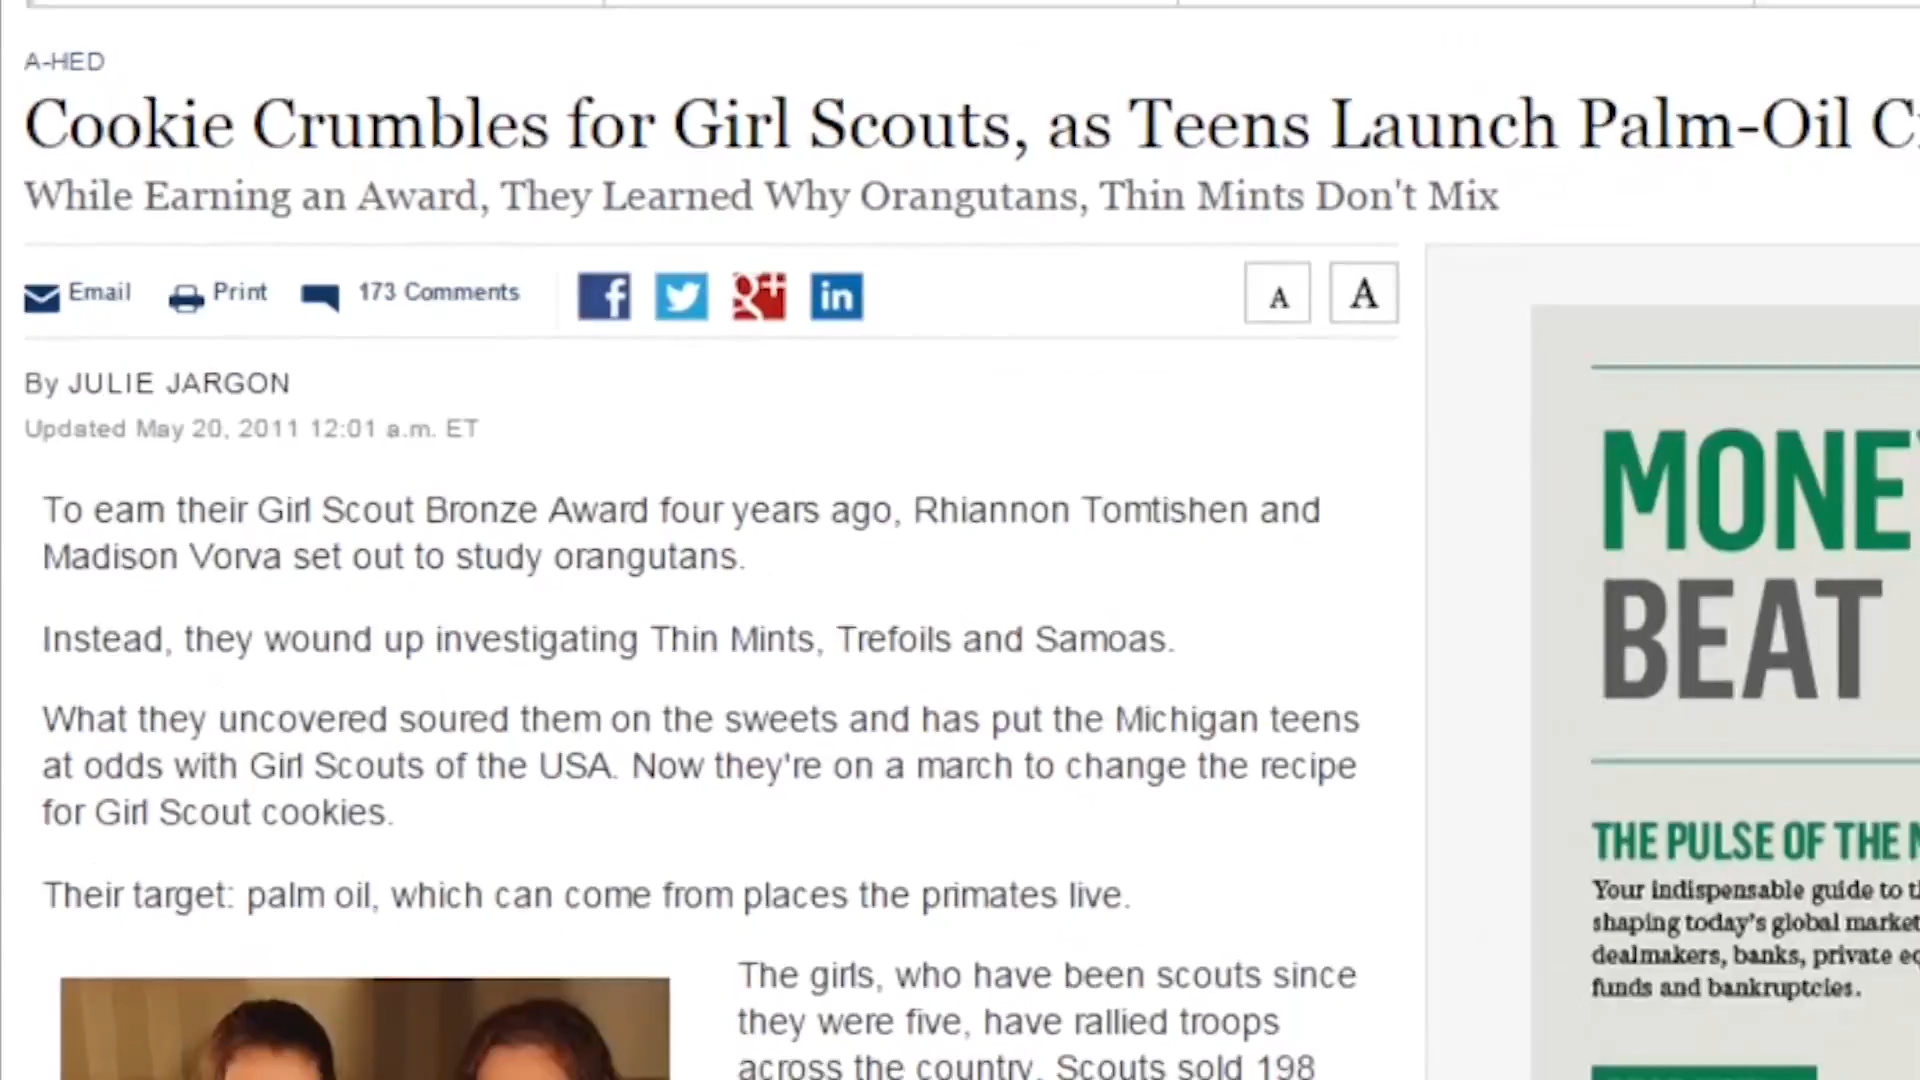 A-HED
Cookie Crumbles for Girl Scouts, as Teens Launch Palm-Oil
While Earning an Award, They Learned Why Orangutans, Thin Mints Don't Mix
Email Print 173 Comments f g+ in A A
By JULIE JARGON
Updated May 20, 2011 12:01 a.m. ET
To earn their Girl Scout Bronze Award four years ago, Rhiannon Tomtishen and
Madison Vorva set out to study orangutans.
Instead, they wound up investigating Thin Mints, Trefoils and Samoas.
What they uncovered soured them on the sweets and has put the Michigan teens
at odds with Girl Scouts of the USA. Now they're on a march to change the recipe
for Girl Scout cookies.
Their target: palm oil, which can come from places the primates live.
The girls, who have been scouts since
they were five, have rallied troops
across the country. Scouts sold 198
MONE
BEAT
THE PULSE OF THE
Your indispensable guide to
shaping today's global market
dealmakers, banks, private
funds and bankruptcies.